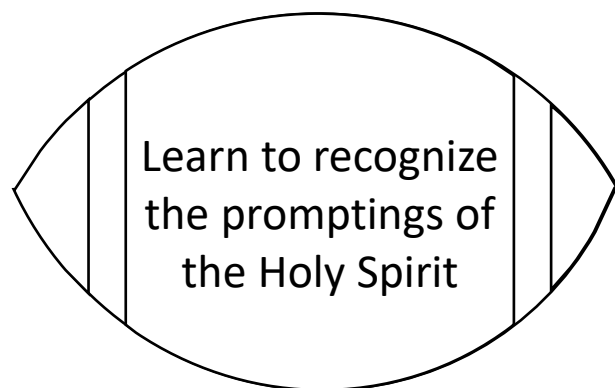 Learn to recognize
the promptings of
the Holy Spirit